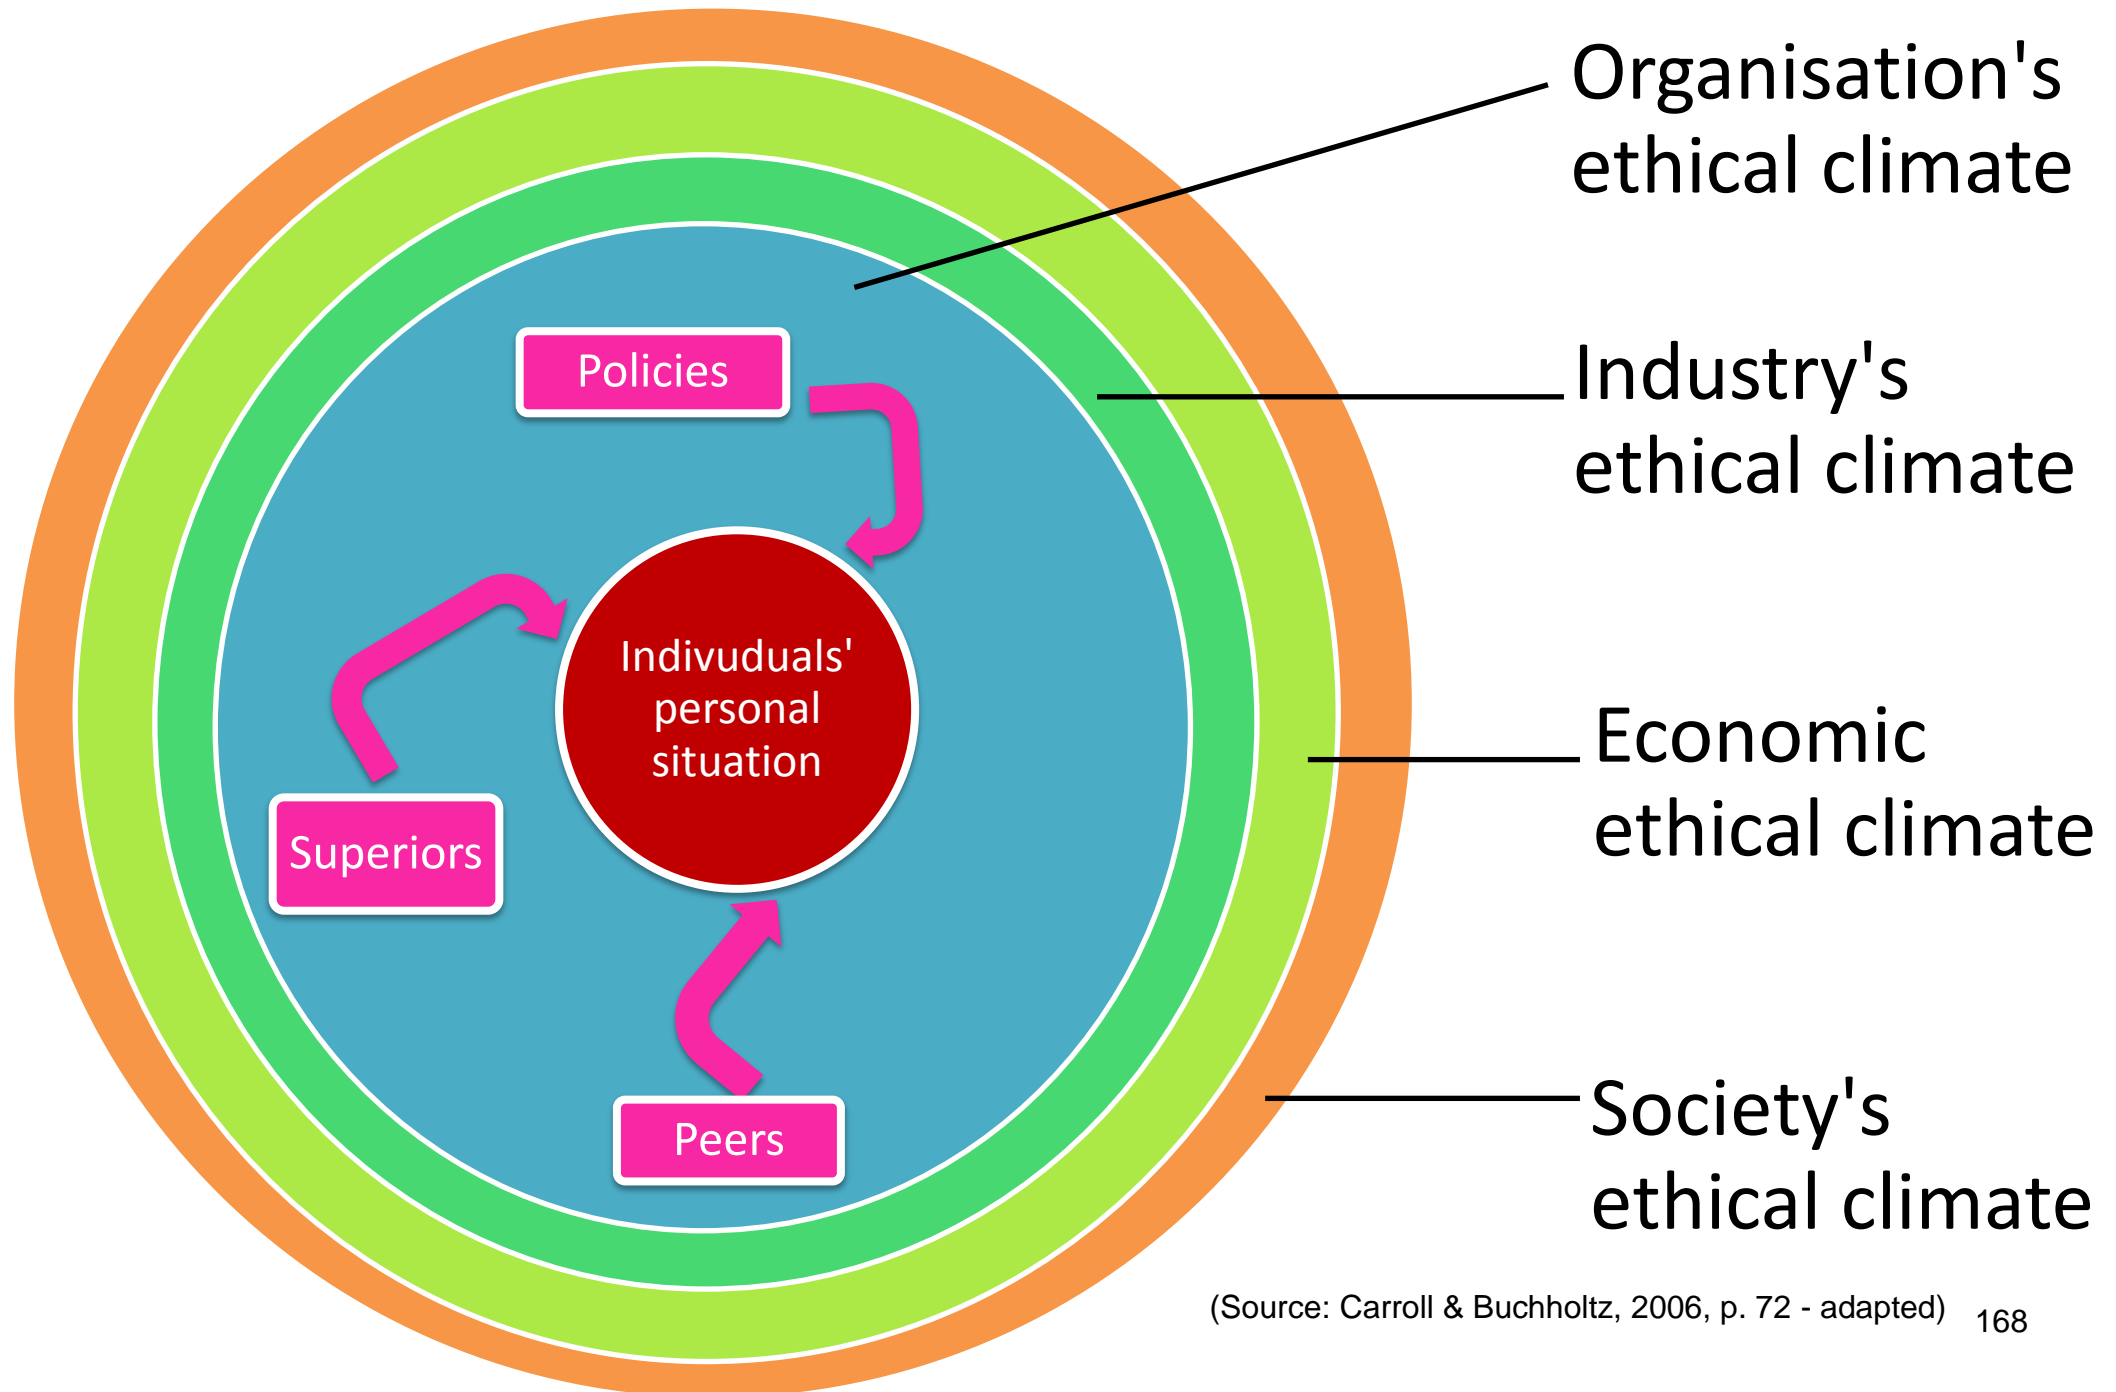 Organisation's
ethical climate
Policies
Industry's
ethical climate
Indivuduals'
personal
situation
Economic
ethical climate
Superiors
Peers
Society's
ethical climate
(Source: Carroll & Buchholtz, 2006, p. 72 - adapted)
168